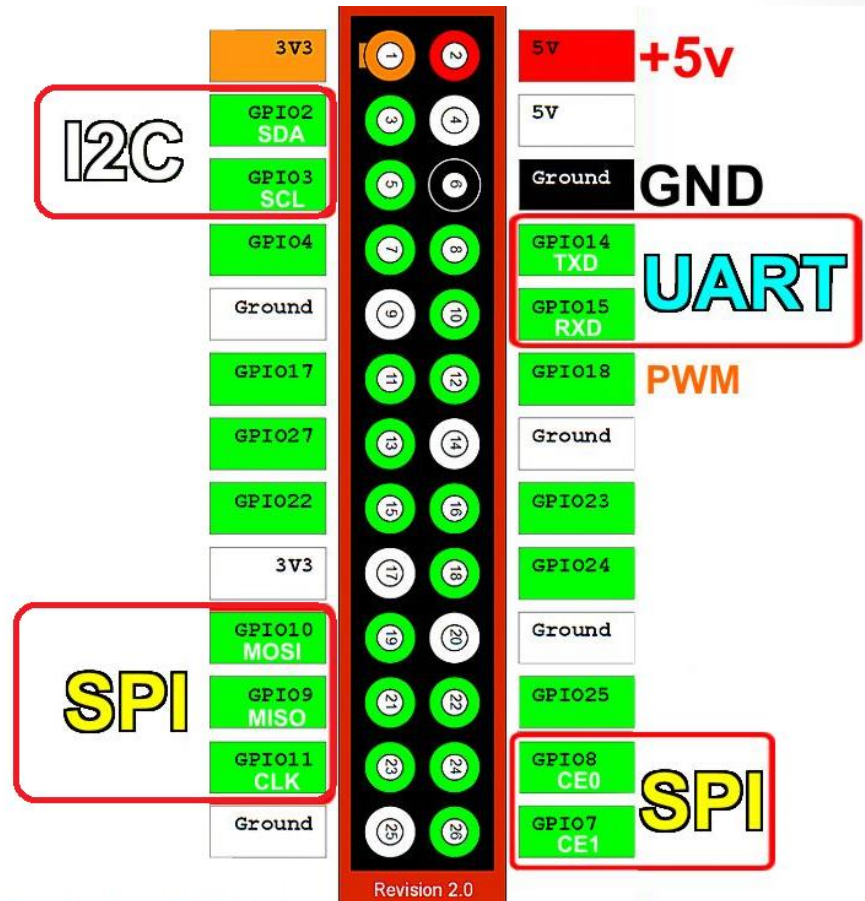 3V3 1 2 5V +5v
I2C GPIO2 SDA 3 4 5V
GPIO3 SCL 5 6 Ground GND
GPIO4 7 8 GPIO14 TXD UART
Ground 9 10 GPIO15 RXD
GPIO17 11 12 GPIO18 PWM
GPIO27 13 14 Ground
GPIO22 15 16 GPIO23
3V3 17 18 GPIO24
GPIO10 MOSI 19 20 Ground
SPI GPIO9 MISO 21 22 GPIO25
GPIO11 CLK 23 24 GPIO8 CE0 SPI
Ground 25 26 GPIO7 CE1
Revision 2.0